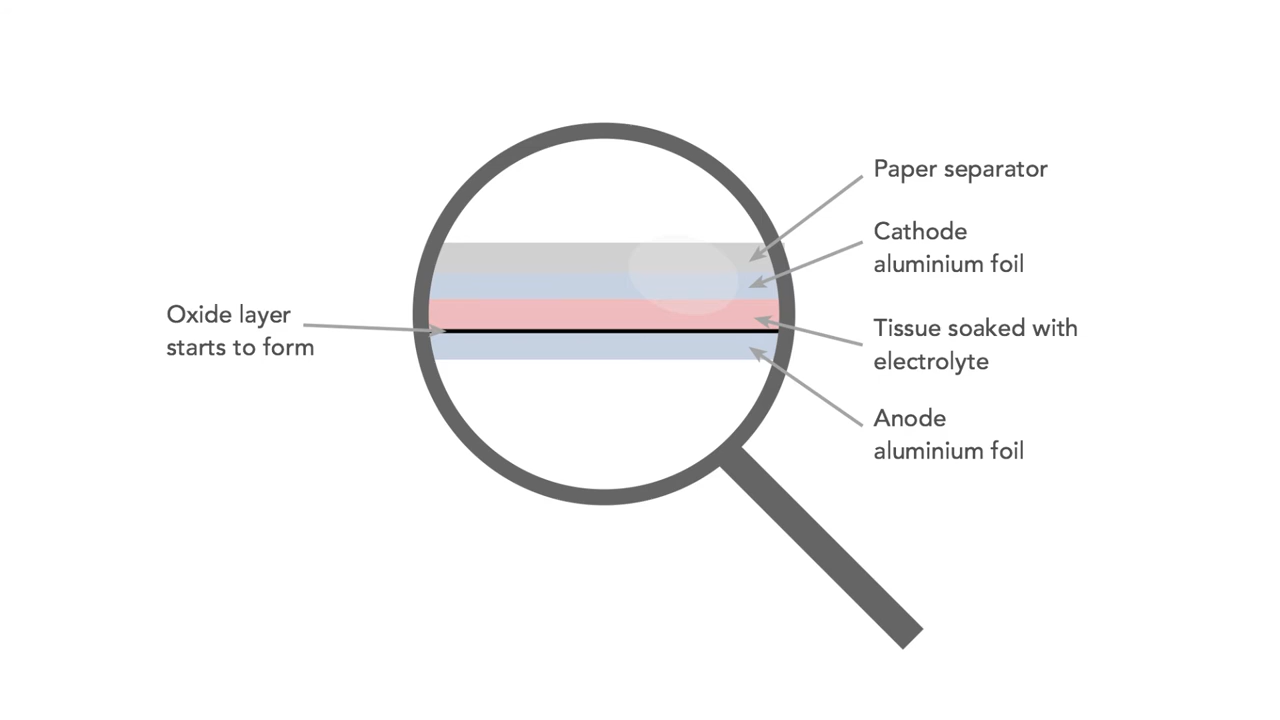 Paper separator
Cathode
aluminium foil
Oxide layer
starts to form
Tissue soaked with
electrolyte
Anode
aluminium foil